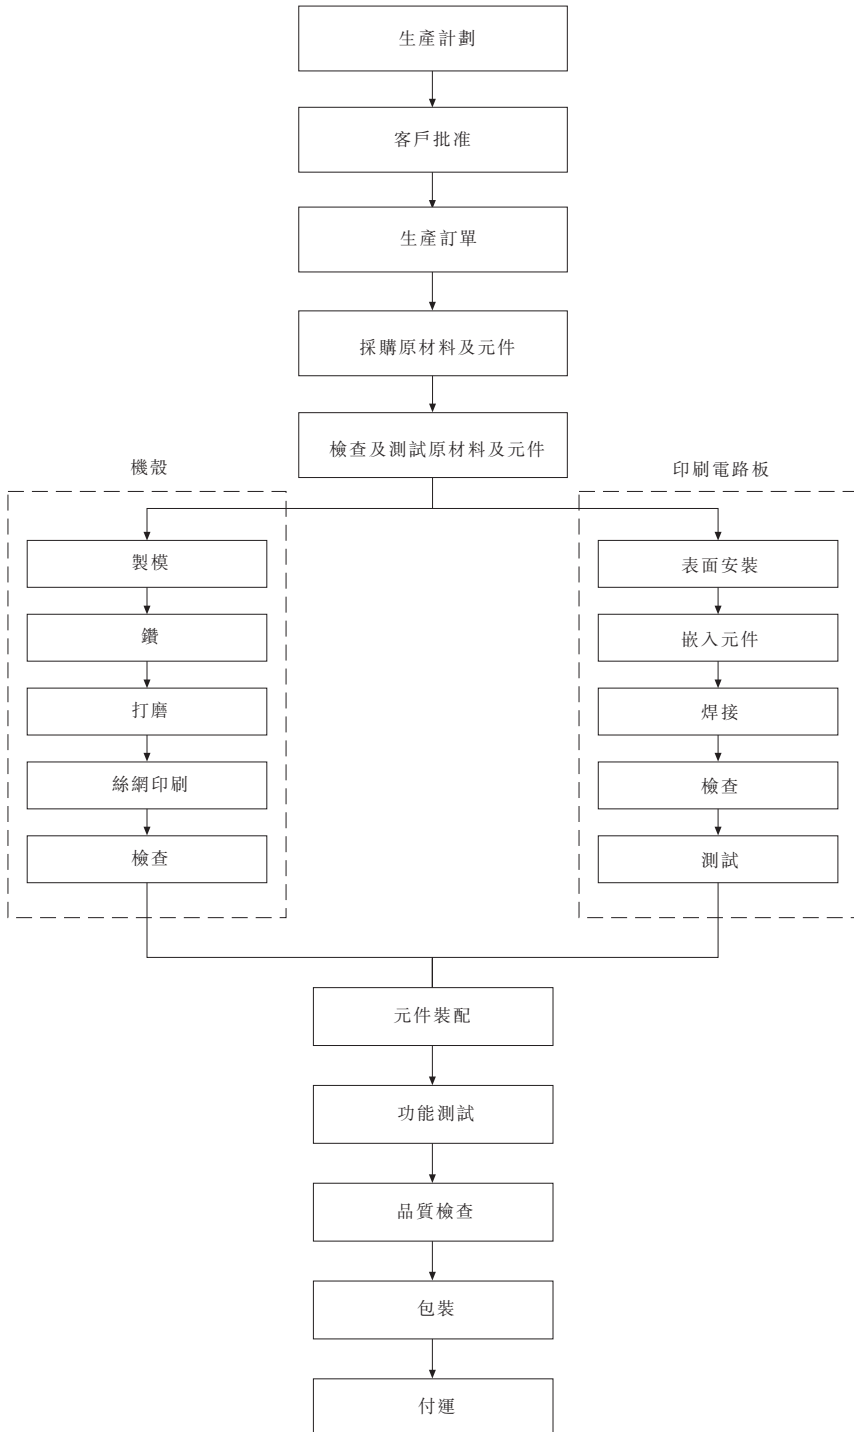 生產計劃
客戶批准
生產訂單
採購原材料及元件
檢查及測試原材料及元件
機殼
製模
鑽
打磨
絲網印刷
檢查
印刷電路板
表面安裝
嵌入元件
焊接
檢查
測試
元件裝配
功能測試
品質檢查
包裝
付運